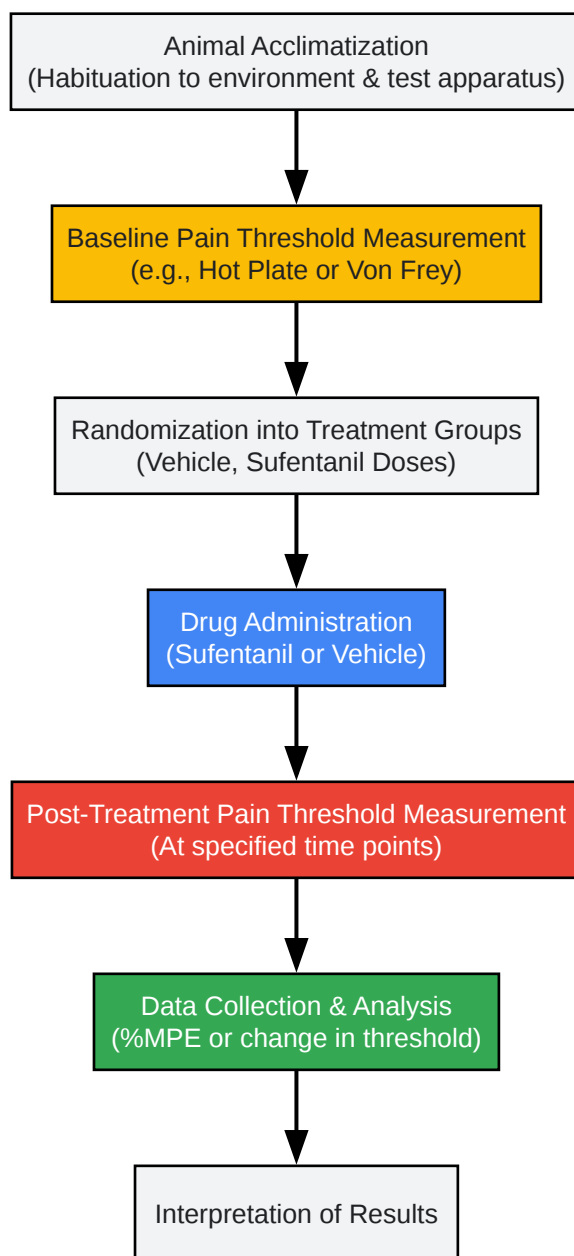 Animal Acclimatization
(Habituation to environment & test apparatus)
Baseline Pain Threshold Measurement
(e.g., Hot Plate or Von Frey)
Randomization into Treatment Groups
(Vehicle, Sufentanil Doses)
Drug Administration
(Sufentanil or Vehicle)
Post-Treatment Pain Threshold Measurement
(At specified time points)
Data Collection & Analysis
(%MPE or change in threshold)
Interpretation of Results